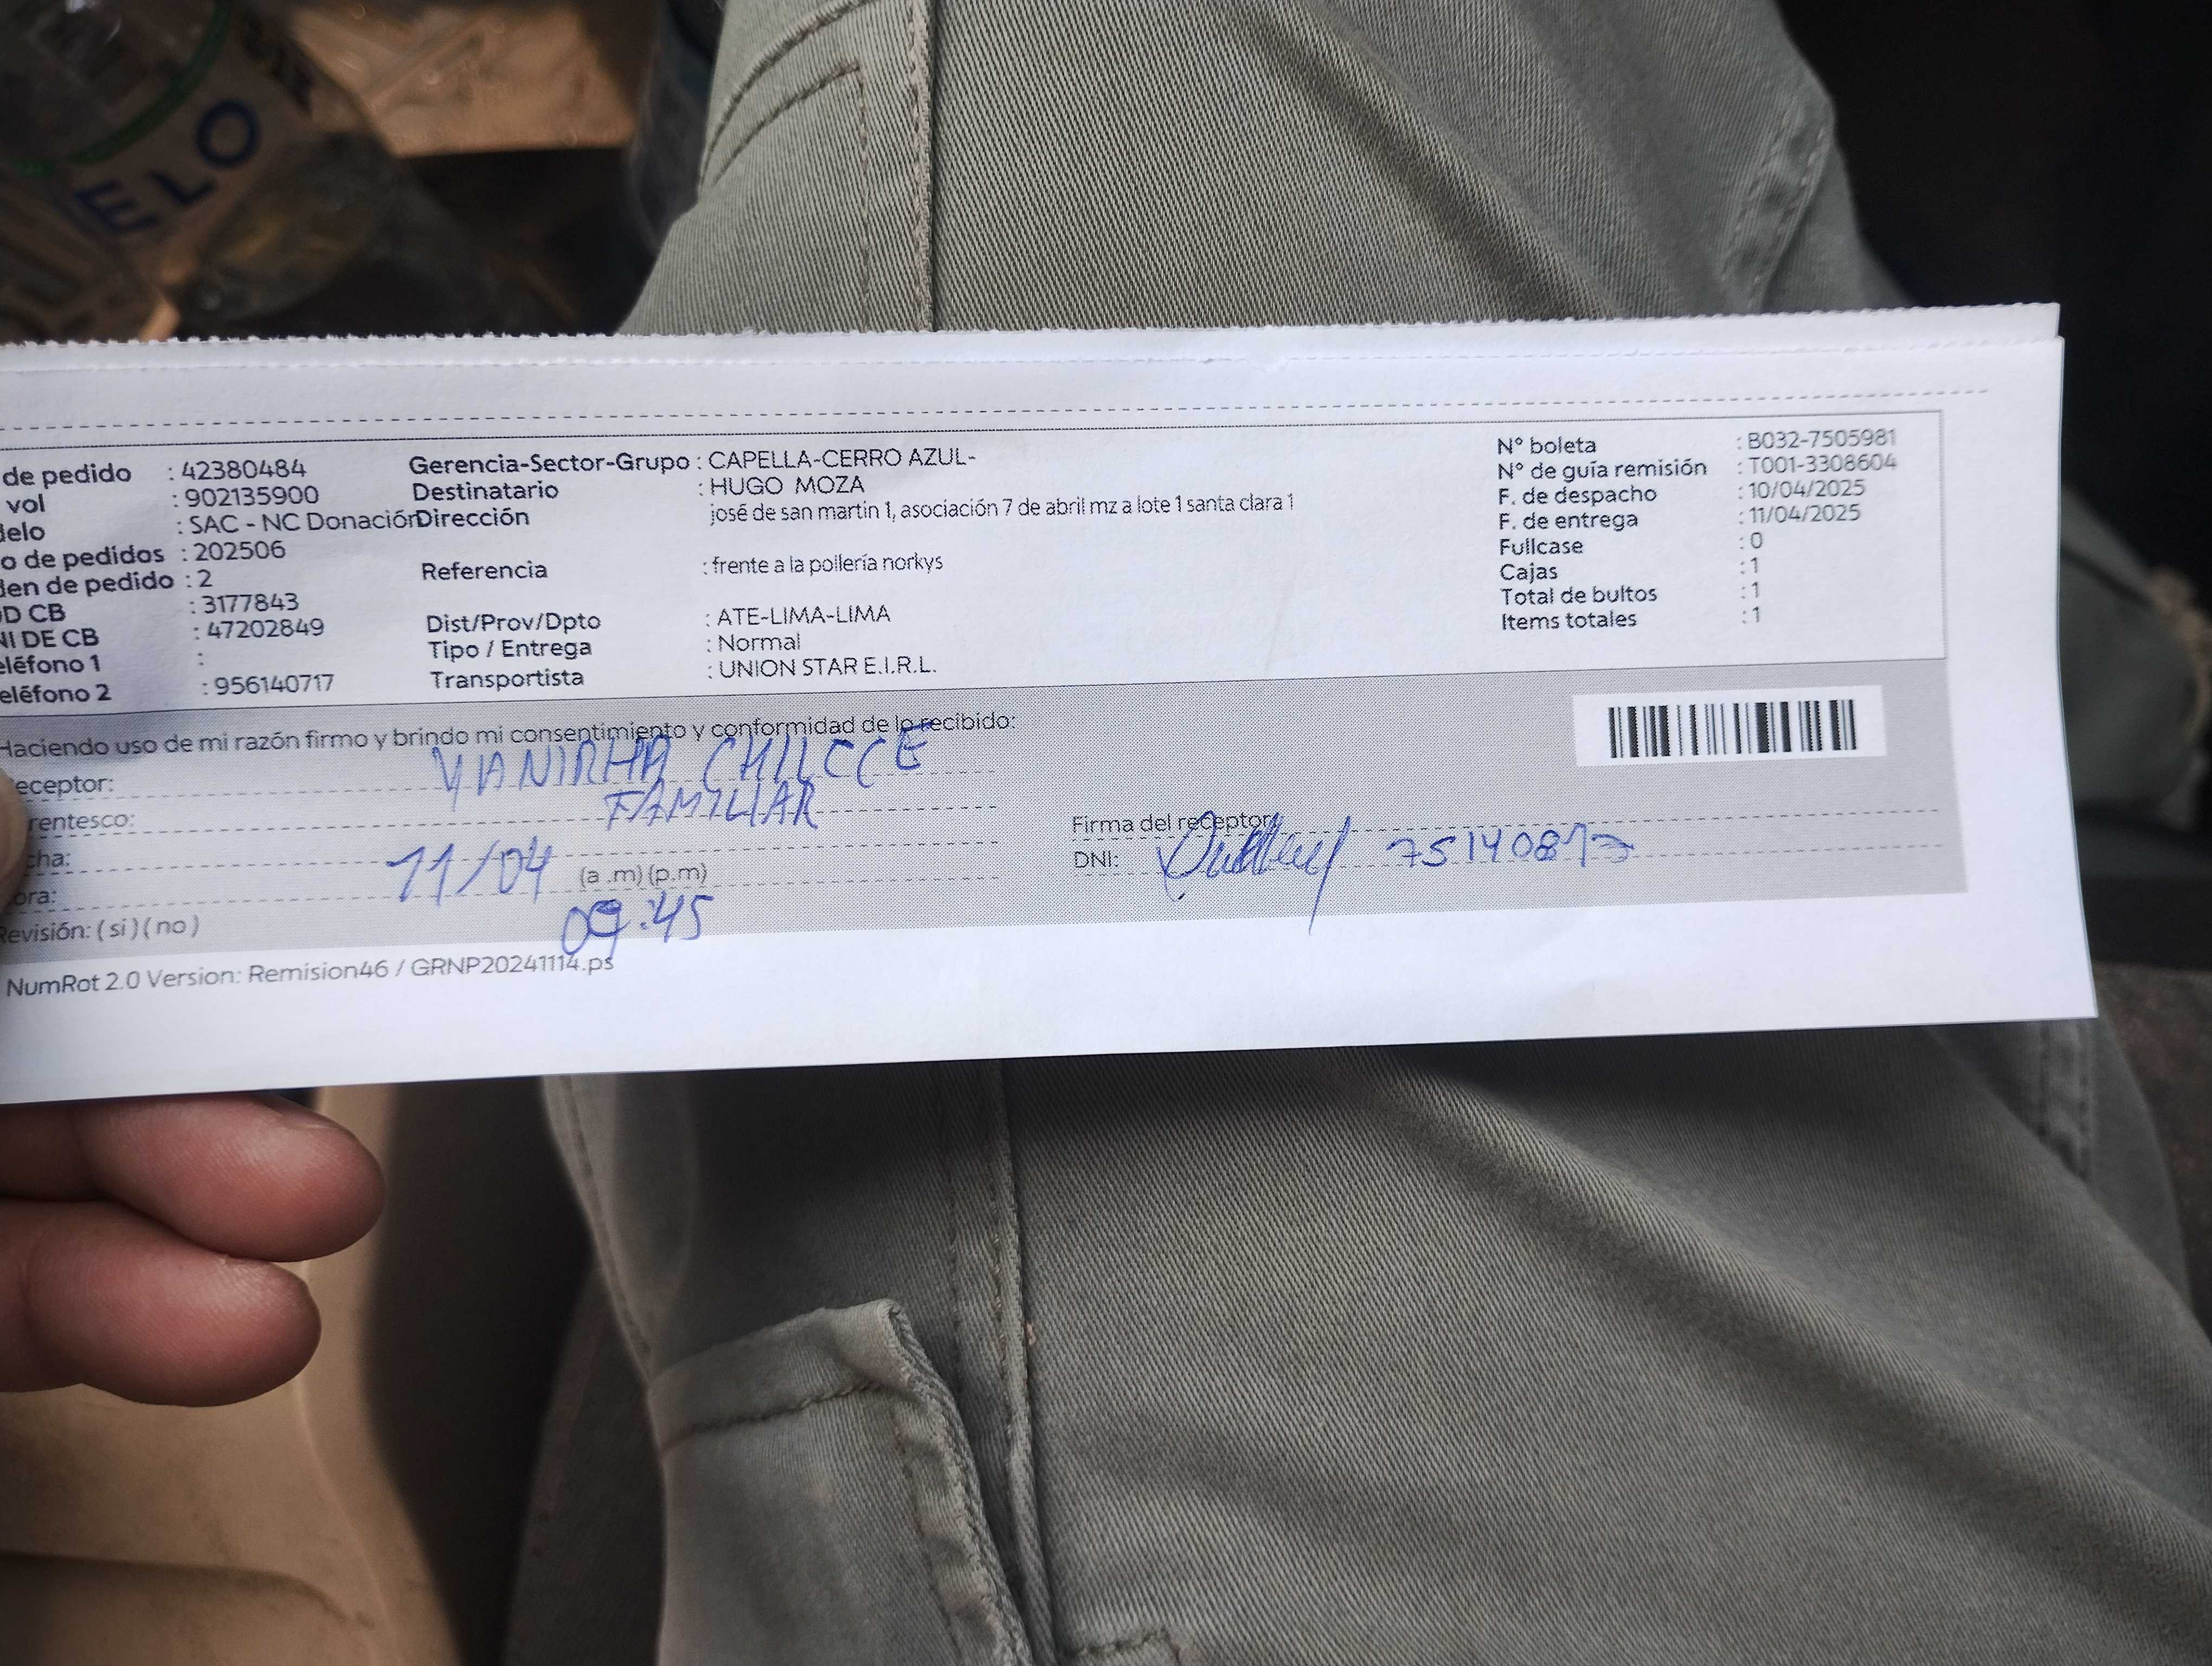 ELO
de pedido : 42380484
vol : 902135900
delo : SAC - NC Donación
o de pedidos : 202506
den de pedido : 2
D CB : 3177843
NI DE CB : 47202849
eléfono 1 :
eléfono 2 : 956140717
Gerencia-Sector-Grupo : CAPELLA-CERRO AZUL-
Destinatario : HUGO MOZA
Dirección josé de san martin 1, asociación 7 de abril mz a lote 1 santa clara 1
Referencia : frente a la pollería norkys
Dist/Prov/Dpto : ATE-LIMA-LIMA
Tipo / Entrega : Normal
Transportista : UNION STAR E.I.R.L.
N° boleta : B032-7505981
N° de guía remisión : T001-3308604
F. de despacho : 10/04/2025
F. de entrega : 11/04/2025
Fullcase : 0
Cajas : 1
Total de bultos : 1
Items totales : 1
Haciendo uso de mi razón firmo y brindo mi consentimiento y conformidad de lo recibido:
eceptor: YANIRHA CHILCCE
rentesco: FAMILIAR
cha: 11/04
ora: (a .m) (p.m) 09:45
Revisión: ( si ) ( no )
Firma del receptor
DNI:
NumRot 2.0 Version: Remision46 / GRNP20241114.ps